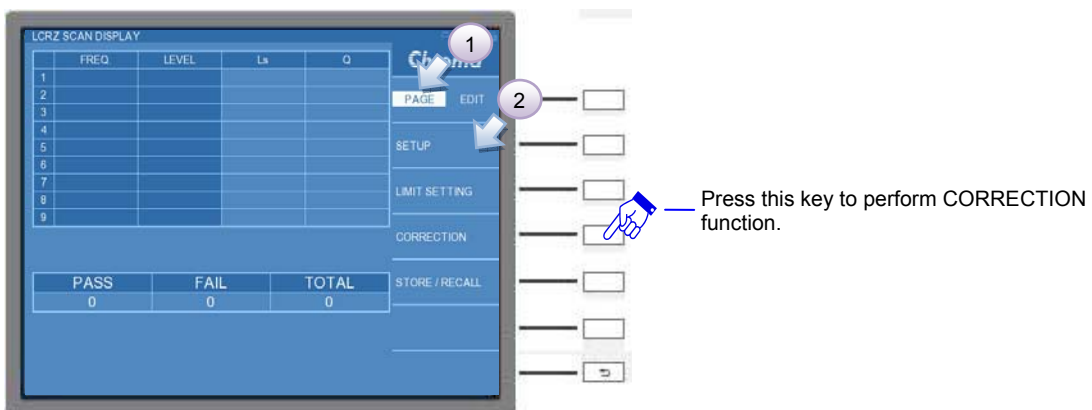 LCRZ SCAN DISPLAY
1
Chroma
FREQ LEVEL Ls Q
1
2
3
4
5
6
7
8
9
PAGE EDIT
2
SETUP
LIMIT SETTING
CORRECTION
STORE / RECALL
PASS FAIL TOTAL
0 0 0
Press this key to perform CORRECTION
function.